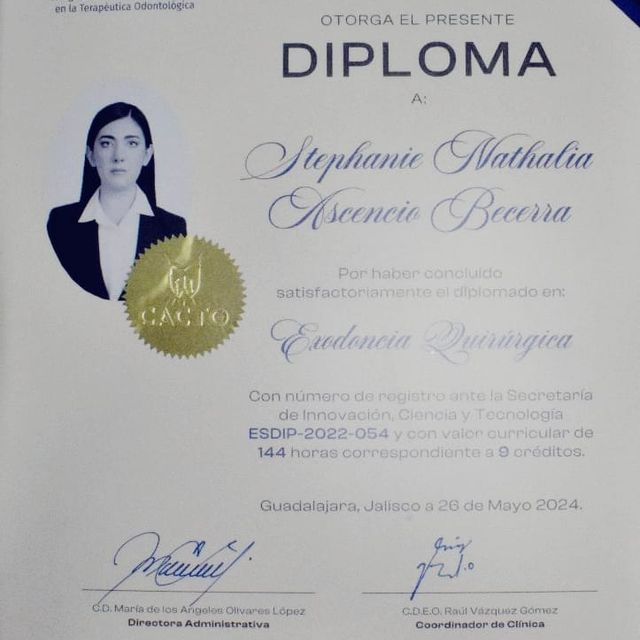 en la Terapéutica Odontológica
OTORGA EL PRESENTE
DIPLOMA
A:
Stephanie Nathalia
Ascencio Becerra
Por haber concluido
satisfactoriamente el diplomado en:
Exodoncia Quirúrgica
CACTO
Con número de registro ante la Secretaría
de Innovación, Ciencia y Tecnología
ESDIP-2022-054 y con valor curricular de
144 horas correspondiente a 9 créditos.
Guadalajara, Jalisco a 26 de Mayo 2024.
C.D. María de los Angeles Olivares López
Directora Administrativa
C.D.E.O. Raúl Vázquez Gómez
Coordinador de Clínica